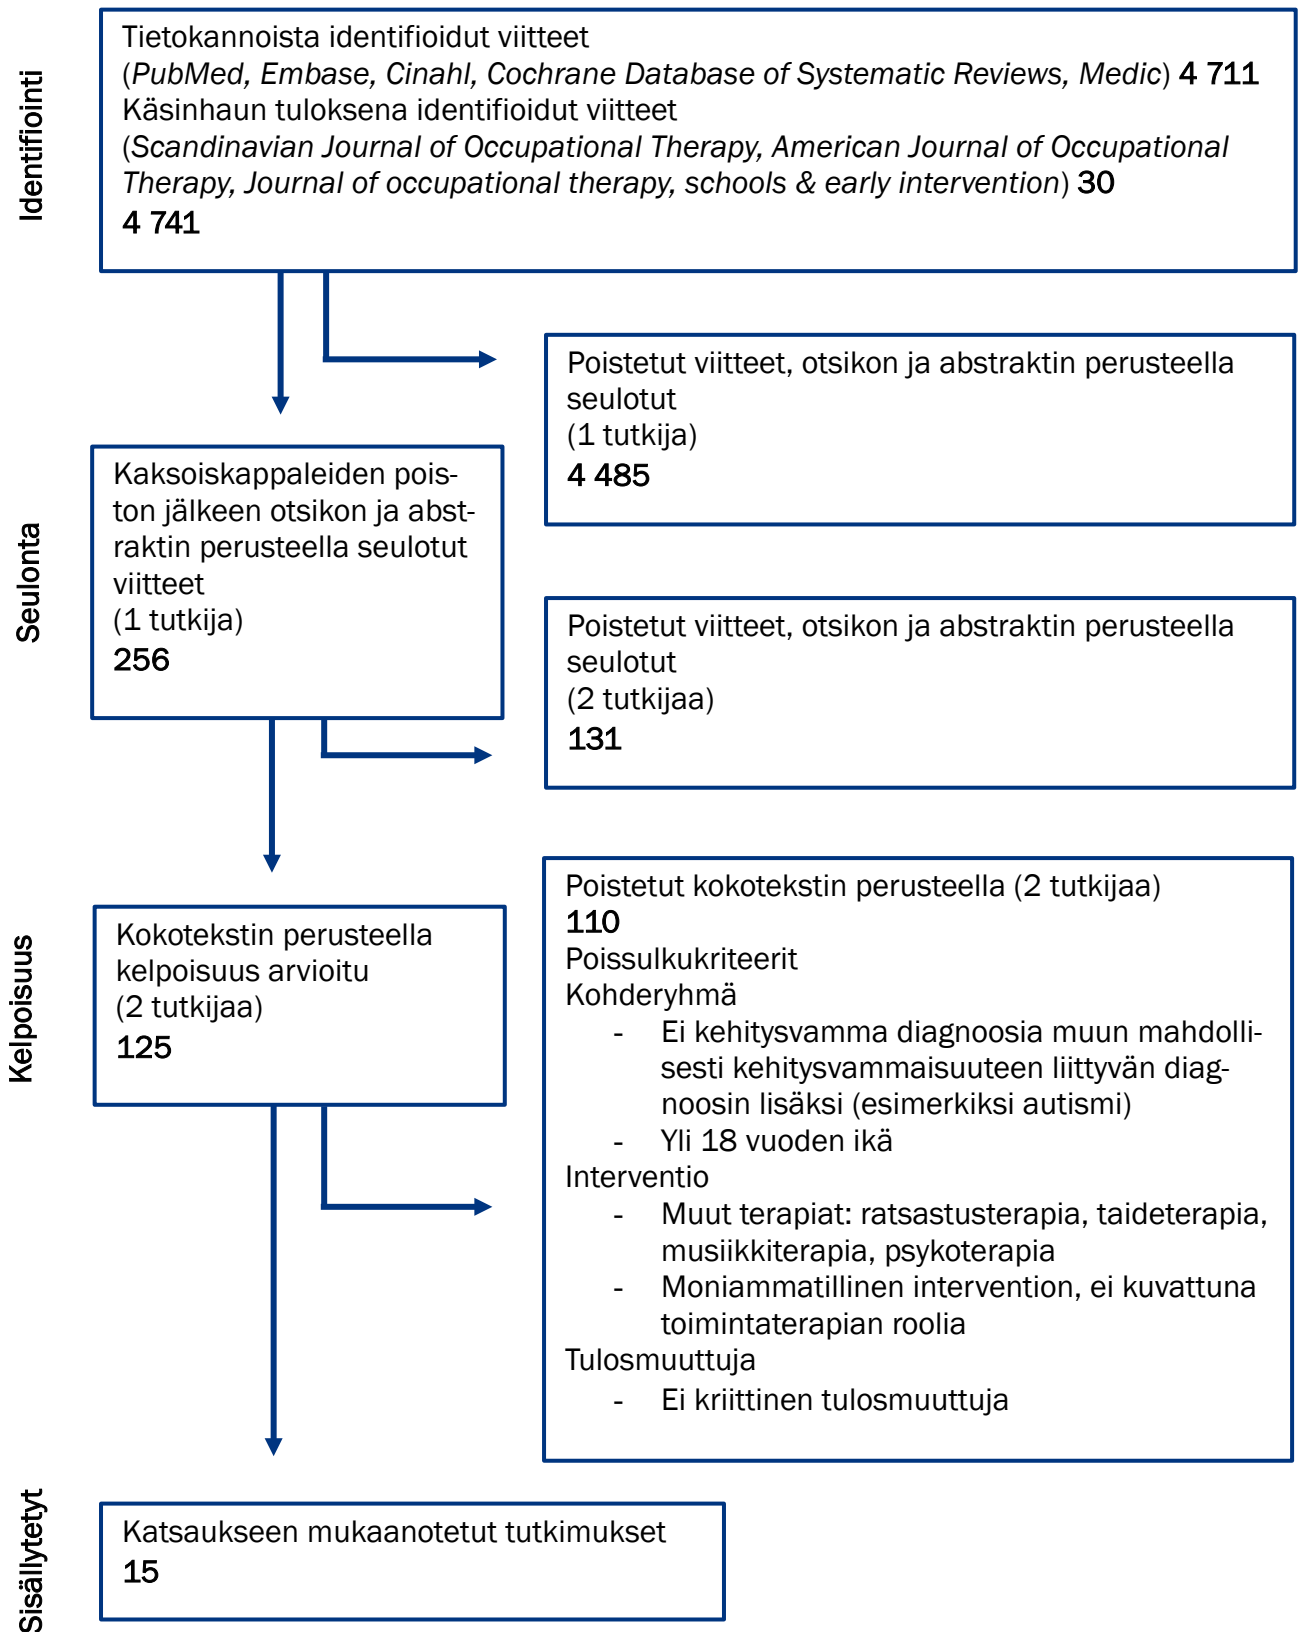 Identifiointi
Tietokannoista identifioidut viitteet
(PubMed, Embase, Cinahl, Cochrane Database of Systematic Reviews, Medic) 4 711
Käsinhaun tuloksena identifioidut viitteet
(Scandinavian Journal of Occupational Therapy, American Journal of Occupational
Therapy, Journal of occupational therapy, schools & early intervention) 30
4 741
Poistetut viitteet, otsikon ja abstraktin perusteella
seulotut
(1 tutkija)
4 485
Seulonta
Kaksoiskappaleiden pois-
ton jälkeen otsikon ja abst-
raktin perusteella seulotut
viitteet
(1 tutkija)
256
Poistetut viitteet, otsikon ja abstraktin perusteella
seulotut
(2 tutkijaa)
131
Kelpoisuus
Kokotekstin perusteella
kelpoisuus arvioitu
(2 tutkijaa)
125
Poistetut kokotekstin perusteella (2 tutkijaa)
110
Poissulkukriteerit
Kohderyhmä
- Ei kehitysvamma diagnoosia muun mahdolli-
sesti kehitysvammaisuuteen liittyvän diag-
noosin lisäksi (esimerkiksi autismi)
- Yli 18 vuoden ikä
Interventio
- Muut terapiat: ratsastusterapia, taideterapia,
musiikkiterapia, psykoterapia
- Moniammatillinen intervention, ei kuvattuna
toimintaterapian roolia
Tulosmuuttuja
- Ei kriittinen tulosmuuttuja
Sisällytetyt
Katsaukseen mukaanotetut tutkimukset
15